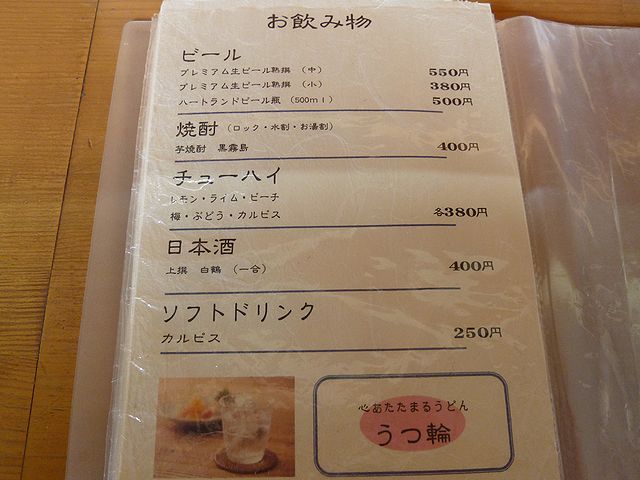 お飲み物
ビール
プレミアム生ビール熟撰 （中） 550円
プレミアム生ビール熟撰 （小） 380円
ハートランドビール瓶 （500ml） 500円
焼酎（ロック・水割・お湯割）
芋焼酎 黒霧島 400円
チューハイ
レモン・ライム・ピーチ
梅・ぶどう・カルピス 各380円
日本酒
上撰 白鶴 （一合） 400円
ソフトドリンク
カルピス 250円
心あたたまるうどん
うつ輪